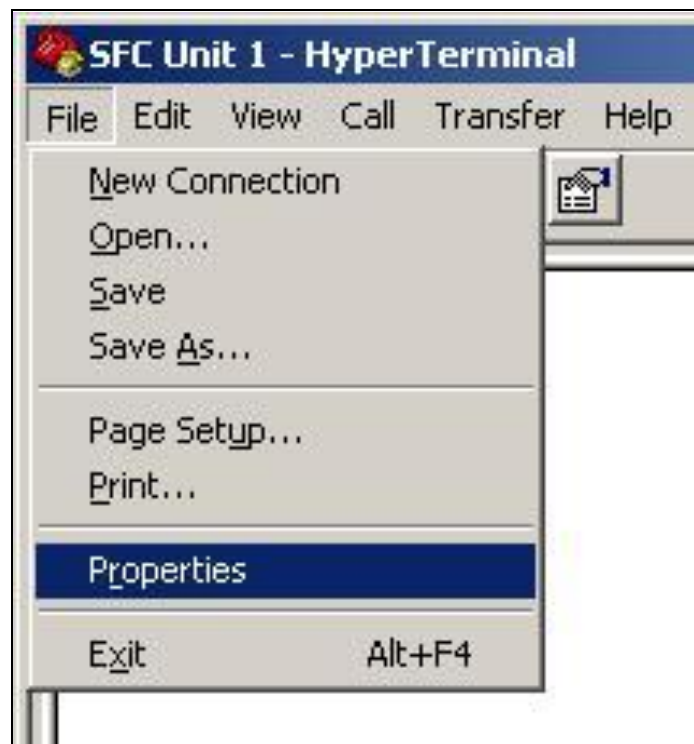 SFC Unit 1 - HyperTerminal
File Edit View Call Transfer Help
New Connection
Open...
Save
Save As...
Page Setup...
Print...
Properties
Exit Alt+F4